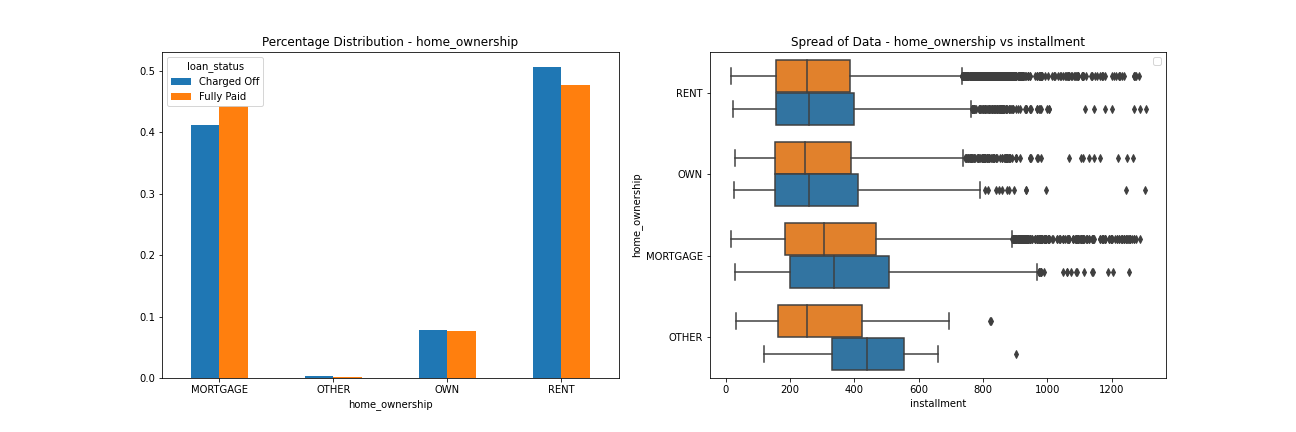 Percentage Distribution - home_ownership
loan_status
Charged Off
Fully Paid
0.5
0.4
0.3
0.2
0.1
0.0
MORTGAGE
OTHER
OWN
RENT
home_ownership
Spread of Data - home_ownership vs installment
home_ownership
RENT
OWN
MORTGAGE
OTHER
0
200
400
600
800
1000
1200
installment